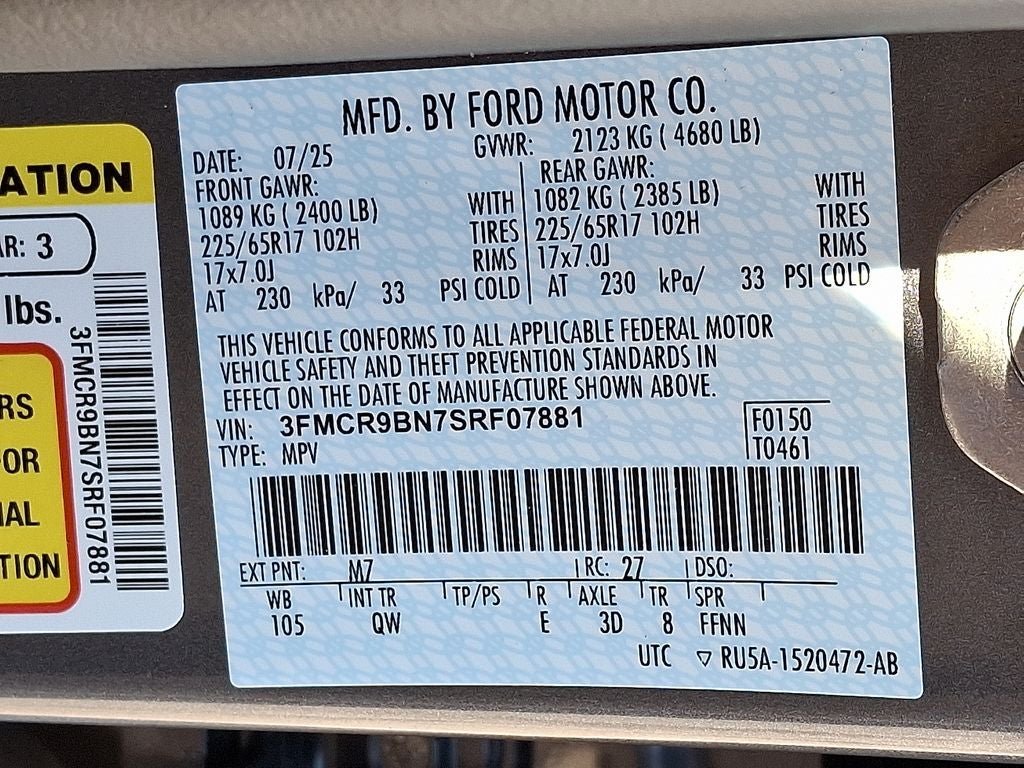 MFD. BY FORD MOTOR CO.
DATE: 07/25 GVWR: 2123 KG ( 4680 LB)
FRONT GAWR: REAR GAWR:
1089 KG ( 2400 LB) WITH 1082 KG ( 2385 LB) WITH
225/65R17 102H TIRES 225/65R17 102H TIRES
17x7.0J RIMS 17x7.0J RIMS
AT 230 kPa/ 33 PSI COLD AT 230 kPa/ 33 PSI COLD
THIS VEHICLE CONFORMS TO ALL APPLICABLE FEDERAL MOTOR
VEHICLE SAFETY AND THEFT PREVENTION STANDARDS IN
EFFECT ON THE DATE OF MANUFACTURE SHOWN ABOVE.
VIN: 3FMCR9BN7SRF07881 F0150
TYPE: MPV T0461
EXT PNT: M7 RC: 27 DSO:
WB INT TR TP/PS R AXLE TR SPR
105 QW E 3D 8 FFNN
UTC ▽ RU5A-1520472-AB
ATION
AR: 3
lbs.
RS
FOR
IAL
TION
3FMCR9BN7SRF07881